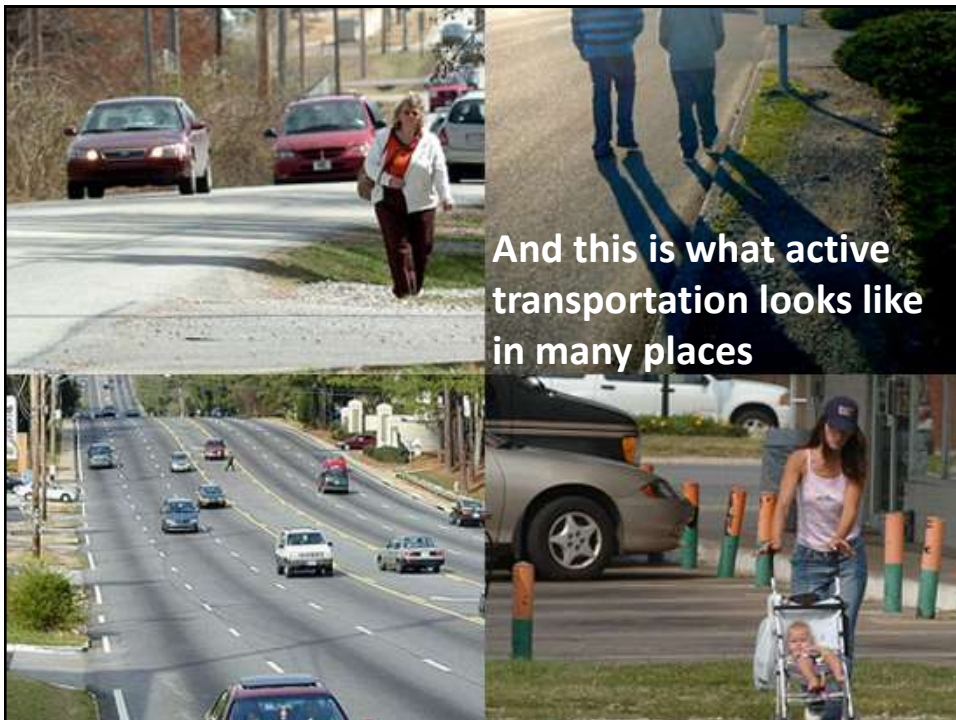 And this is what active
transportation looks like
in many places